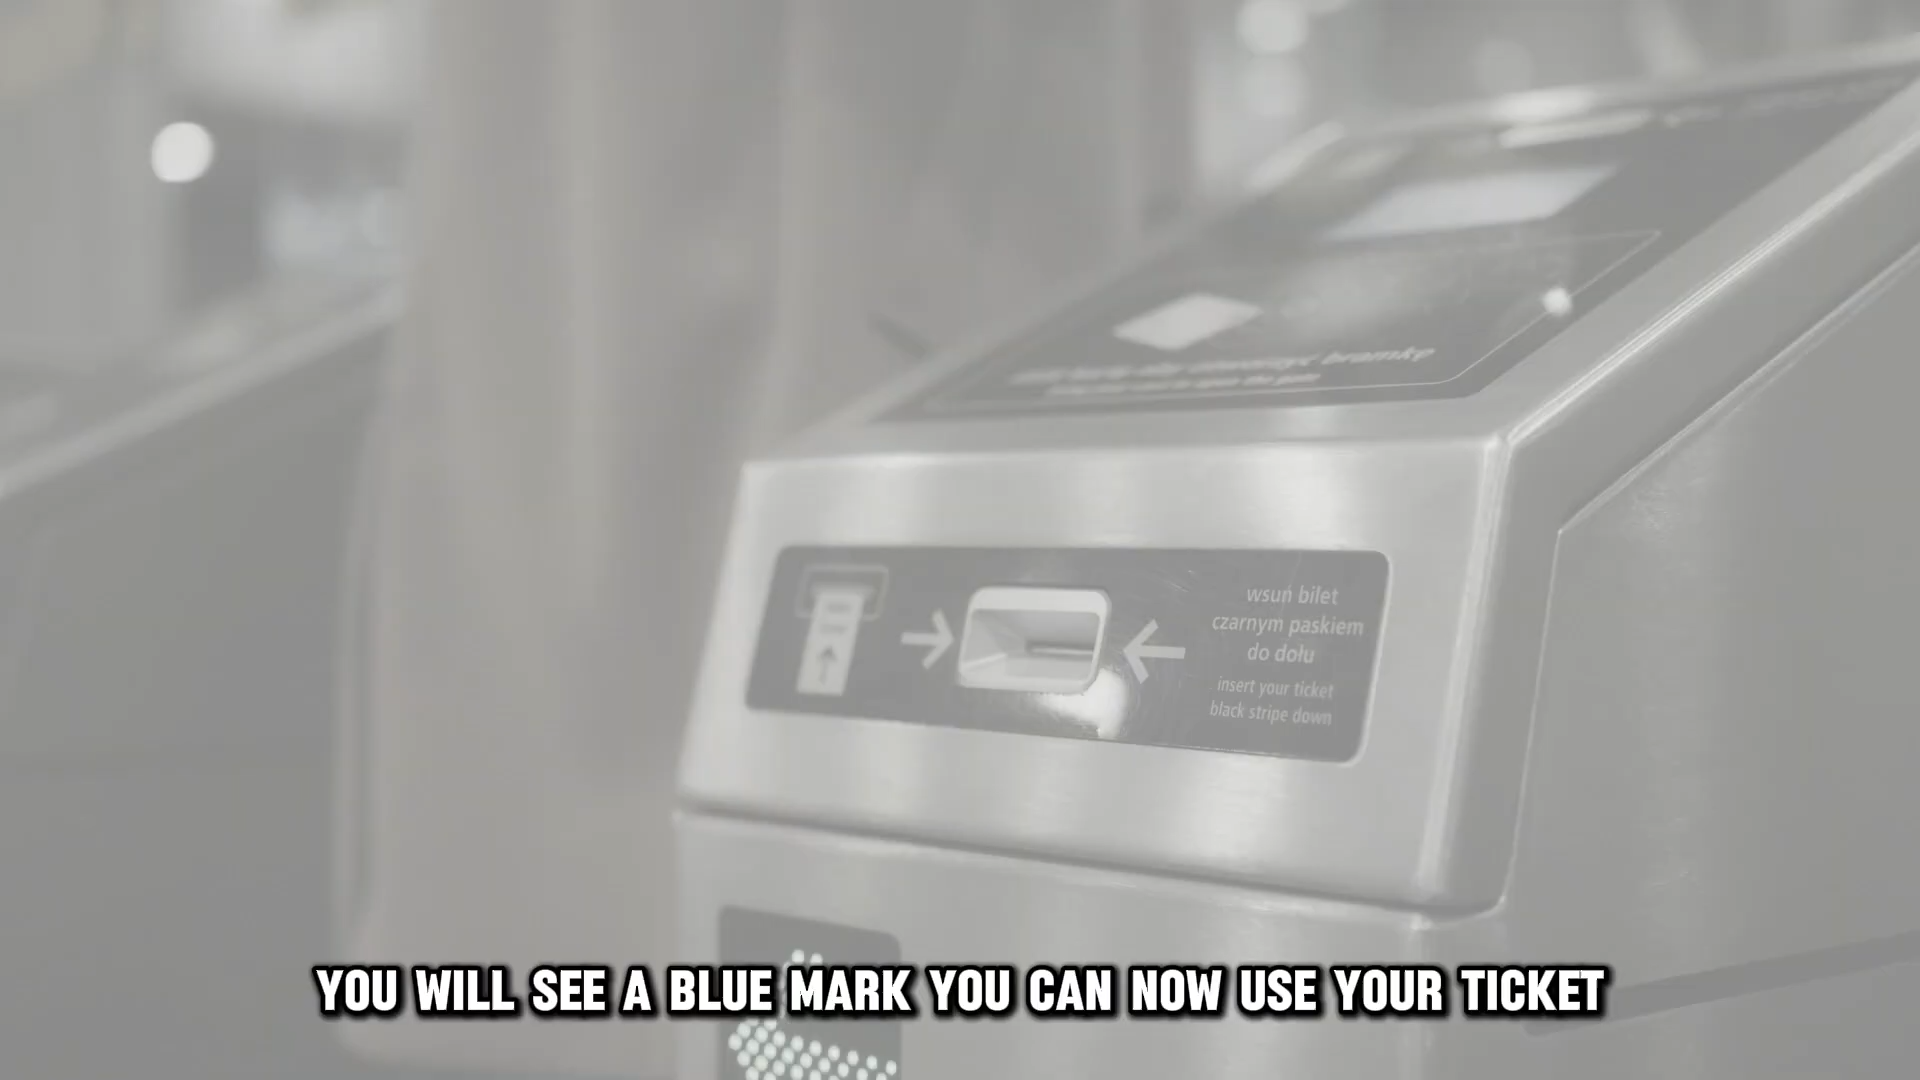 bramkę
wsuń bilet
czarnym paskiem
do dołu
insert your ticket
black stripe down
YOU WILL SEE A BLUE MARK YOU CAN NOW USE YOUR TICKET